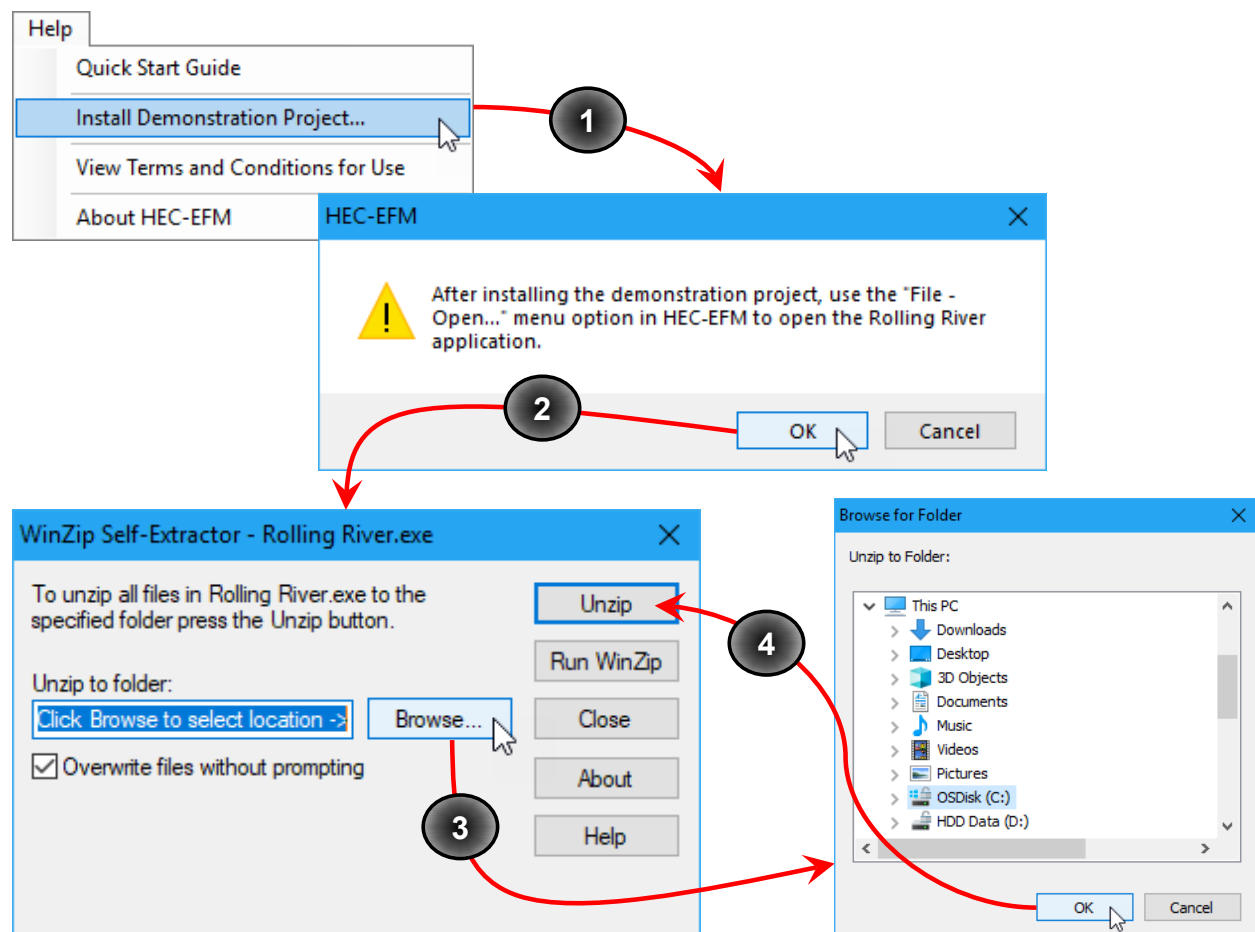 Help
Quick Start Guide
Install Demonstration Project...
1
View Terms and Conditions for Use
About HEC-EFM
HEC-EFM
After installing the demonstration project, use the "File -
Open..." menu option in HEC-EFM to open the Rolling River
application.
2
OK
Cancel
WinZip Self-Extractor - Rolling River.exe
To unzip all files in Rolling River.exe to the
specified folder press the Unzip button.
Unzip to folder:
Click Browse to select location ->
Browse...
Overwrite files without prompting
Unzip
Run WinZip
Close
About
Help
3
4
Browse for Folder
Unzip to Folder:
This PC
Downloads
Desktop
3D Objects
Documents
Music
Videos
Pictures
OSDisk (C:)
HDD Data (D:)
OK
Cancel